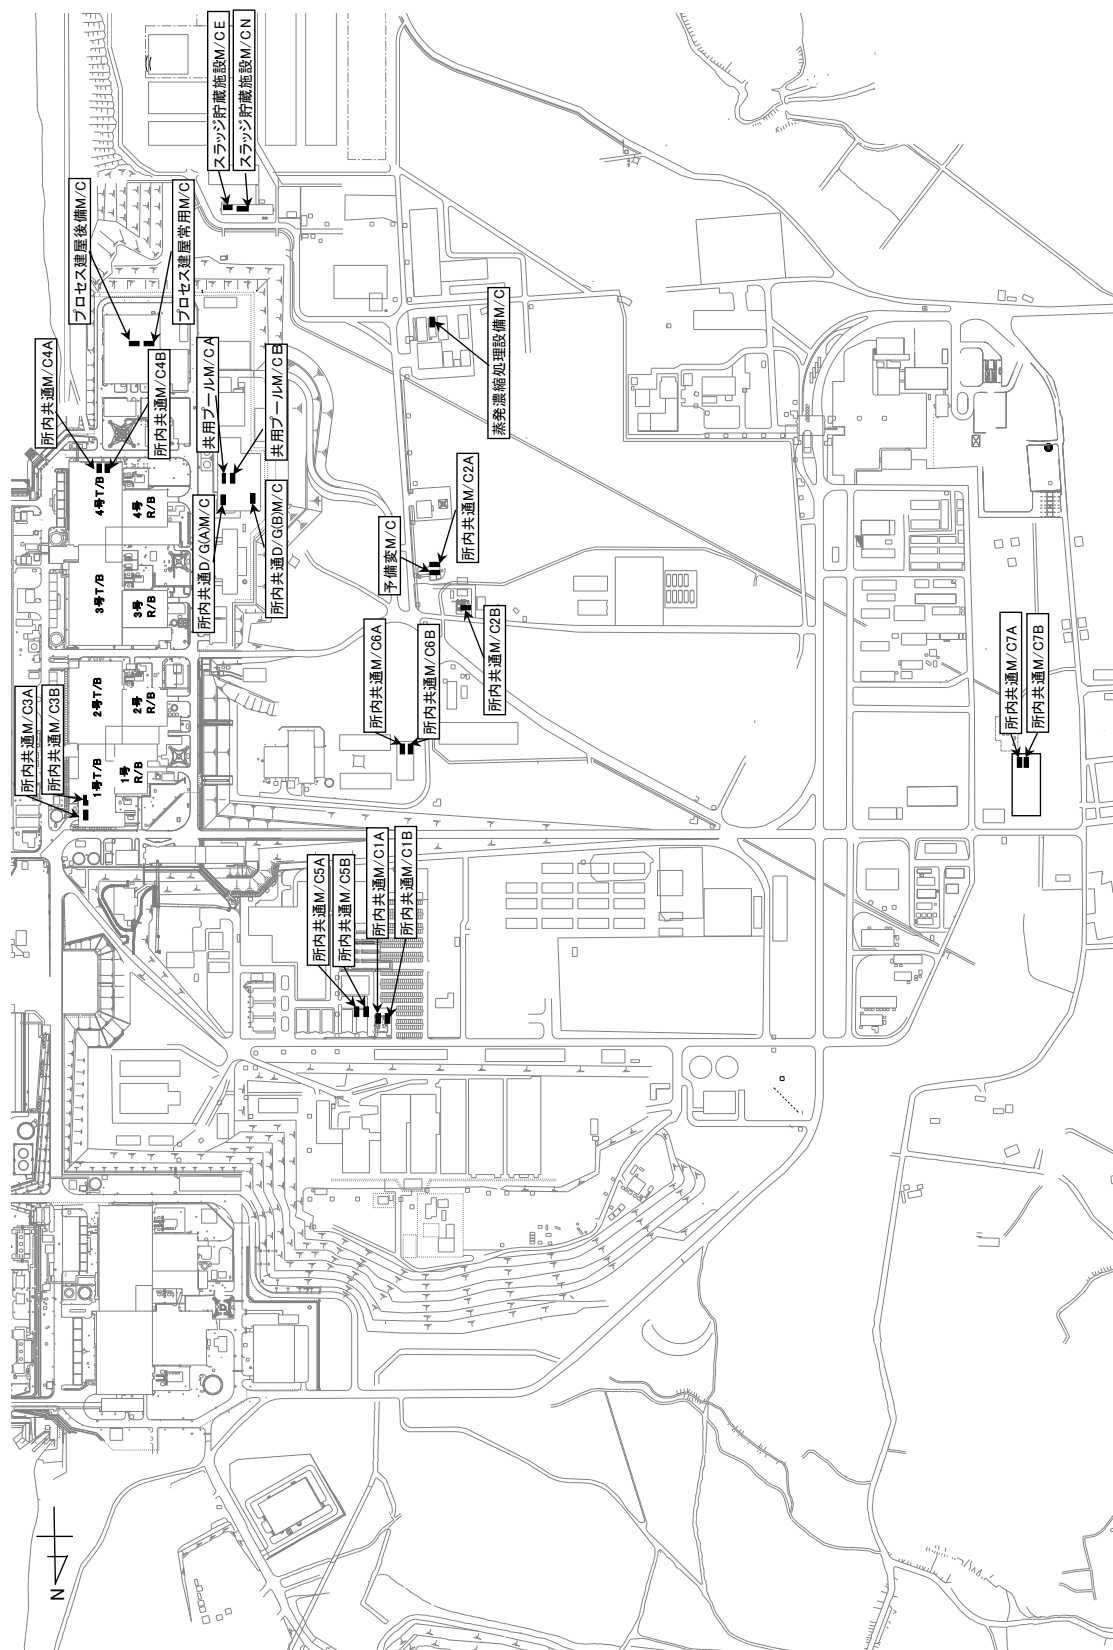 スラッジ貯蔵施設M/C E
スラッジ貯蔵施設M/C N
プロセス建屋後備M/C
プロセス建屋常用M/C
所内共通M/C4A
所内共通M/C4B
共用プールM/C A
共用プールM/C B
所内共通D/G(A)M/C
所内共通D/G(B)M/C
蒸発濃縮処理設備M/C
予備変M/C
所内共通M/C2A
所内共通M/C2B
4号T/B
4号
R/B
3号T/B
3号
R/B
2号T/B
2号
R/B
1号T/B
1号
R/B
所内共通M/C3A
所内共通M/C3B
所内共通M/C6A
所内共通M/C6B
所内共通M/C7A
所内共通M/C7B
所内共通M/C5A
所内共通M/C5B
所内共通M/C1A
所内共通M/C1B
N